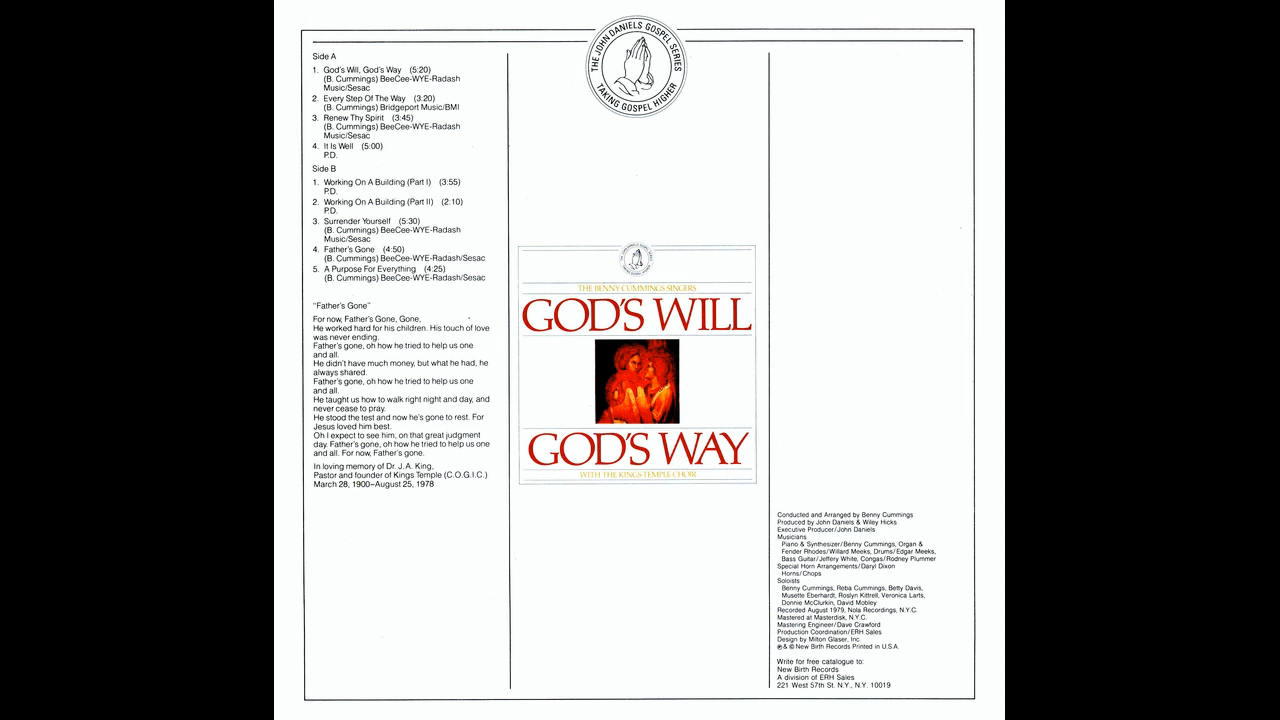 THE JOHN DANIELS GOSPEL SERIES
TAKING GOSPEL HIGHER
Side A
1. God's Will, God's Way (5:20)
(B. Cummings) BeeCee-WYE-Radash
Music/Sesac
2. Every Step Of The Way (3:20)
(B. Cummings) Bridgeport Music/BMI
3. Renew Thy Spirit (3:45)
(B. Cummings) BeeCee-WYE-Radash
Music/Sesac
4. It Is Well (5:00)
P.D.
Side B
1. Working On A Building (Part I) (3:55)
P.D.
2. Working On A Building (Part II) (2:10)
P.D.
3. Surrender Yourself (5:30)
(B. Cummings) BeeCee-WYE-Radash
Music/Sesac
4. Father's Gone (4:50)
(B. Cummings) BeeCee-WYE-Radash/Sesac
5. A Purpose For Everything (4:25)
(B. Cummings) BeeCee-WYE-Radash/Sesac
"Father's Gone"
For now, Father's Gone, Gone,
He worked hard for his children. His touch of love
was never ending.
Father's gone, oh how he tried to help us one
and all.
He didn't have much money, but what he had, he
always shared.
Father's gone, oh how he tried to help us one
and all.
He taught us how to walk right night and day, and
never cease to pray.
He stood the test and now he's gone to rest. For
Jesus loved him best.
Oh I expect to see him, on that great judgment
day. Father's gone, oh how he tried to help us one
and all. For now, Father's gone.
In loving memory of Dr. J. A. King,
Pastor and founder of Kings Temple (C.O.G.I.C.)
March 28, 1900–August 25, 1978
THE BENNY CUMMINGS SINGERS
GOD'S WILL
GOD'S WAY
WITH THE KINGS TEMPLE CHOIR
Conducted and Arranged by Benny Cummings
Produced by John Daniels & Wiley Hicks
Executive Producer/John Daniels
Musicians
Piano & Synthesizer/Benny Cummings, Organ &
Fender Rhodes/Willard Meeks, Drums/Edgar Meeks,
Bass Guitar/Jeffery White, Congas/Rodney Plummer
Special Horn Arrangements/Daryl Dixon
Horns/Chops
Soloists
Benny Cummings, Reba Cummings, Betty Davis,
Musette Eberhardt, Roslyn Kittrell, Veronica Larts,
Donnie McClurkin, David Mobley
Recorded August 1979, Nola Recordings, N.Y.C.
Mastered at Masterdisk, N.Y.C.
Mastering Engineer/Dave Crawford
Production Coordination/ERH Sales
Design by Milton Glaser, Inc.
℗ & © New Birth Records Printed in U.S.A.
Write for free catalogue to:
New Birth Records
A division of ERH Sales
221 West 57th St. N.Y., N.Y. 10019